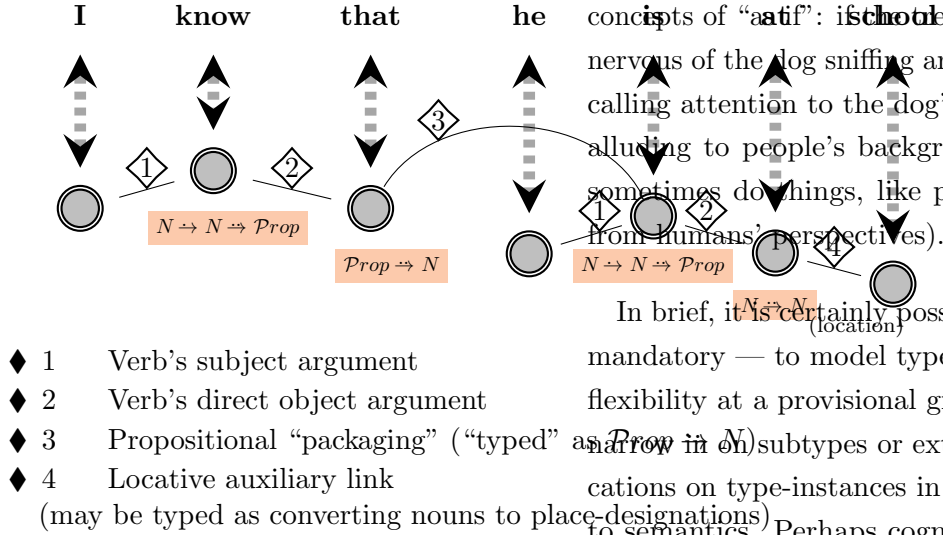 I know that he is at school
3
1 2 1 2
4
N → N ⇢ Prop
Prop ⇢ N
N → N ⇢ Prop
N ⇢ N
(location)
♦ 1 Verb's subject argument
♦ 2 Verb's direct object argument
♦ 3 Propositional “packaging” (“typed” as Prop ⇢ N)
♦ 4 Locative auxiliary link
(may be typed as converting nouns to place-designations)
concepts of “as if”: if the tre
nervous of the dog sniffing ar
calling attention to the dog’
alluding to people’s backgr
sometimes do things, like p
from humans’ perspectives).
In brief, it is certainly poss
mandatory — to model type
flexibility at a provisional g
narrow in on subtypes or ext
cations on type-instances in
to semantics. Perhaps cogn